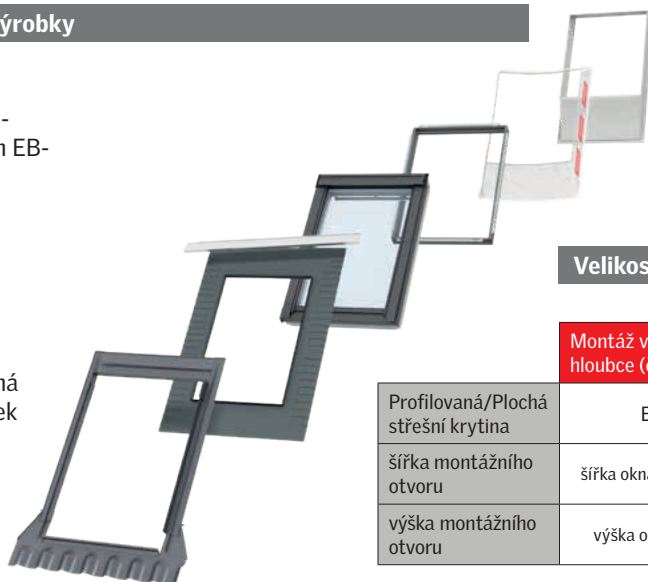 ýrobky
-
n EB-
ná
ek
Velikos
Montáž v
hloubce (
Profilovaná/Plochá
střešní krytina
E
šířka montážního
otvoru
šířka okna
výška montážního
otvoru
výška o